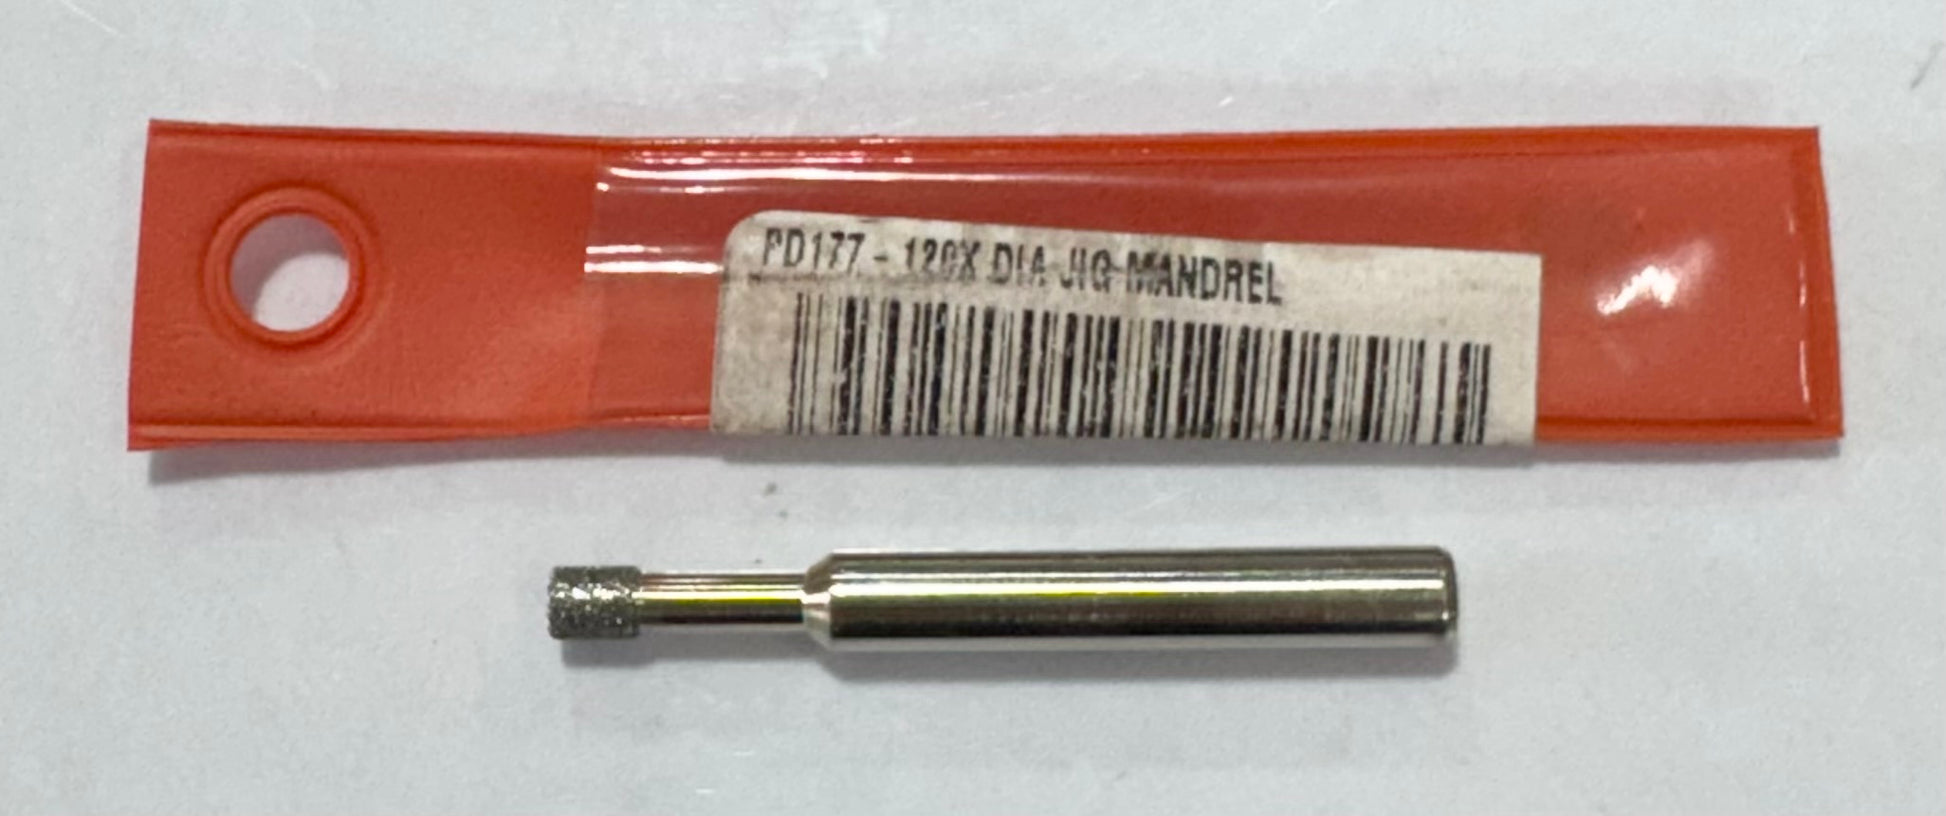 PD177 - 120X DIA JIG MANDREL